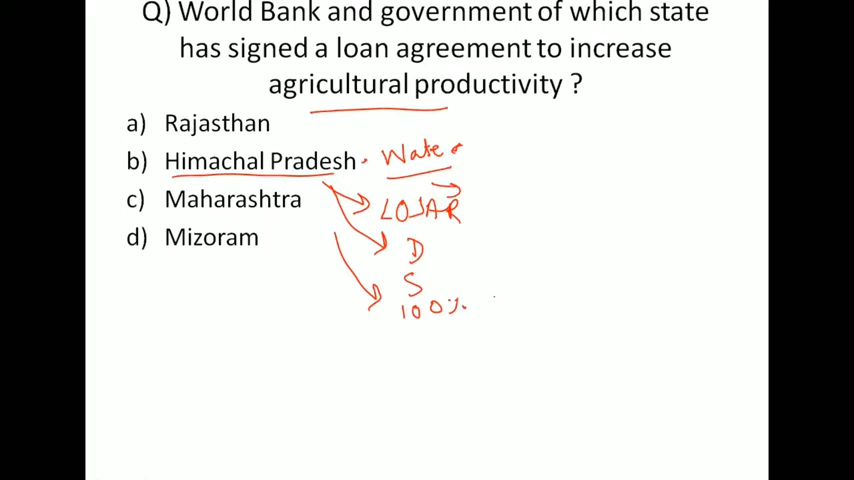 Q) World Bank and government of which state
has signed a loan agreement to increase
agricultural productivity ?
a) Rajasthan
b) Himachal Pradesh
Water
c) Maharashtra
LOSAR
d) Mizoram
D
S
100%